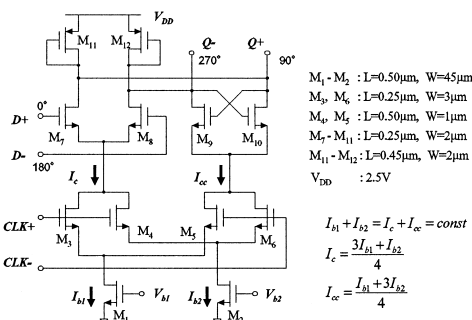 V_DD
M_11
M_12
Q-
Q+
270°
90°
D+
0°
M_7
M_8
M_9
M_10
D-
180°
I_c
I_cc
CLK+
M_3
M_4
M_5
M_6
CLK-
I_b1
V_b1
I_b2
V_b2
M_1
M_2
M_1 - M_2 : L=0.50μm, W=45μm
M_3, M_6 : L=0.25μm, W=3μm
M_4, M_5 : L=0.50μm, W=1μm
M_7 - M_11 : L=0.25μm, W=2μm
M_11 - M_12 : L=0.45μm, W=2μm
V_DD : 2.5V
I_b1 + I_b2 = I_c + I_cc = const
I_c = (3I_b1 + I_b2)/4
I_cc = (I_b1 + 3I_b2)/4